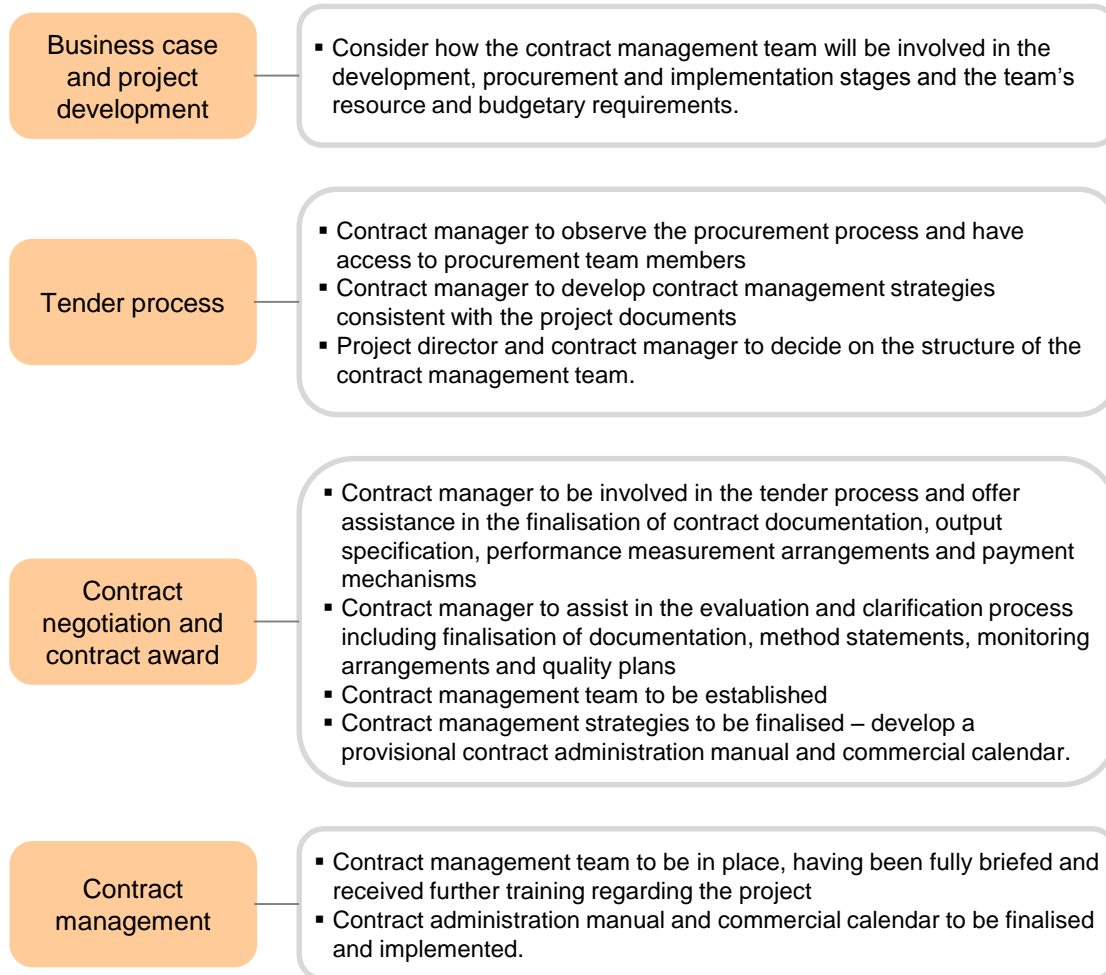 Business case
and project
development
▪ Consider how the contract management team will be involved in the
development, procurement and implementation stages and the team's
resource and budgetary requirements.
Tender process
▪ Contract manager to observe the procurement process and have
access to procurement team members
▪ Contract manager to develop contract management strategies
consistent with the project documents
▪ Project director and contract manager to decide on the structure of the
contract management team.
Contract
negotiation and
contract award
▪ Contract manager to be involved in the tender process and offer
assistance in the finalisation of contract documentation, output
specification, performance measurement arrangements and payment
mechanisms
▪ Contract manager to assist in the evaluation and clarification process
including finalisation of documentation, method statements, monitoring
arrangements and quality plans
▪ Contract management team to be established
▪ Contract management strategies to be finalised – develop a
provisional contract administration manual and commercial calendar.
Contract
management
▪ Contract management team to be in place, having been fully briefed and
received further training regarding the project
▪ Contract administration manual and commercial calendar to be finalised
and implemented.